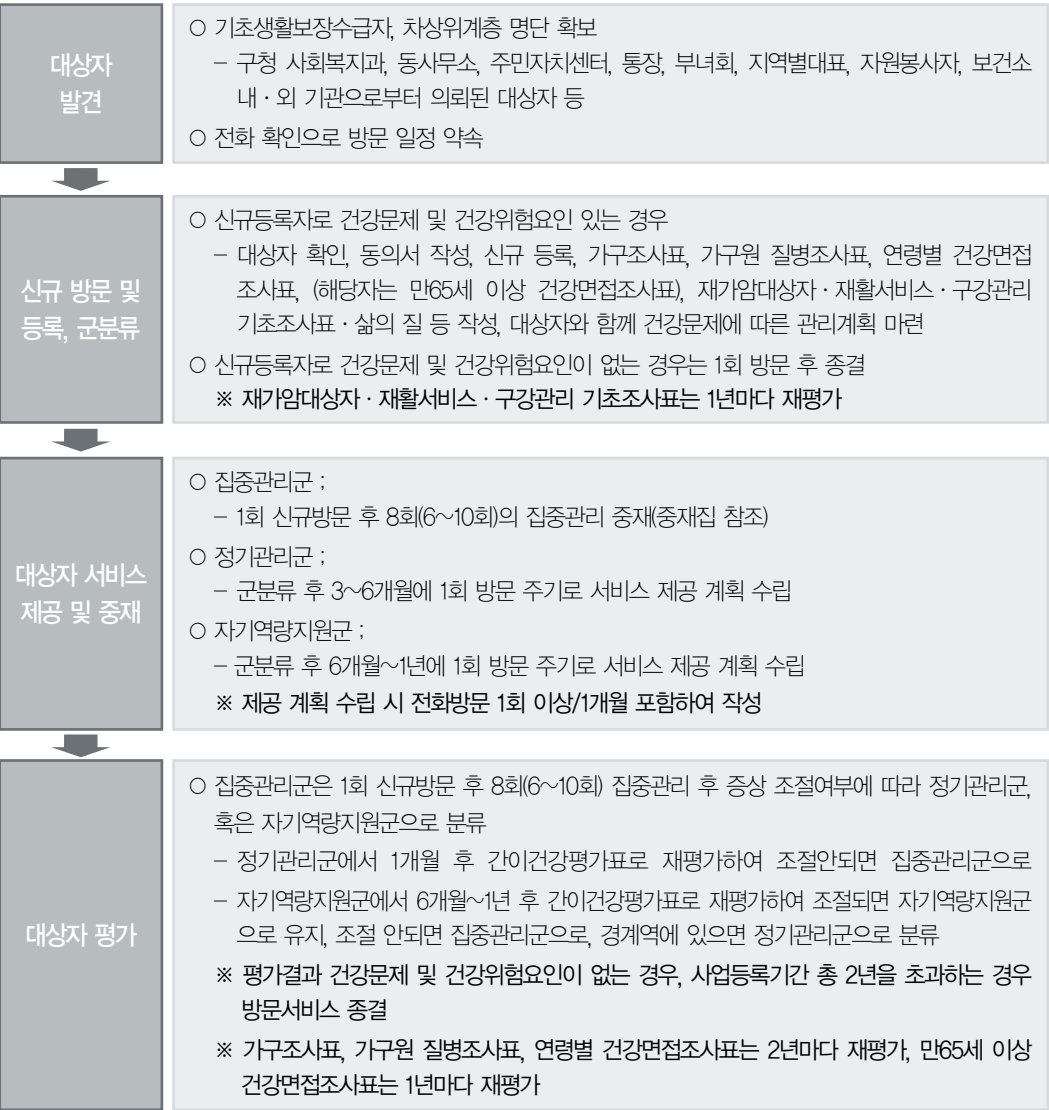 대상자
발견
○ 기초생활보장수급자, 차상위계층 명단 확보
- 구청 사회복지과, 동사무소, 주민자치센터, 통장, 부녀회, 지역별대표, 자원봉사자, 보건소
내·외 기관으로부터 의뢰된 대상자 등
○ 전화 확인으로 방문 일정 약속
신규 방문 및
등록, 군분류
○ 신규등록자로 건강문제 및 건강위험요인 있는 경우
- 대상자 확인, 동의서 작성, 신규 등록, 가구조사표, 가구원 질병조사표, 연령별 건강면접
조사표, (해당자는 만65세 이상 건강면접조사표), 재가암대상자·재활서비스·구강관리
기초조사표·삶의 질 등 작성, 대상자와 함께 건강문제에 따른 관리계획 마련
○ 신규등록자로 건강문제 및 건강위험요인이 없는 경우는 1회 방문 후 종결
※ 재가암대상자·재활서비스·구강관리 기초조사표는 1년마다 재평가
대상자 서비스
제공 및 중재
○ 집중관리군 ;
- 1회 신규방문 후 8회(6~10회)의 집중관리 중재(중재집 참조)
○ 정기관리군 ;
- 군분류 후 3~6개월에 1회 방문 주기로 서비스 제공 계획 수립
○ 자기역량지원군 ;
- 군분류 후 6개월~1년에 1회 방문 주기로 서비스 제공 계획 수립
※ 제공 계획 수립 시 전화방문 1회 이상/1개월 포함하여 작성
대상자 평가
○ 집중관리군은 1회 신규방문 후 8회(6~10회) 집중관리 후 증상 조절여부에 따라 정기관리군,
혹은 자기역량지원군으로 분류
- 정기관리군에서 1개월 후 간이건강평가표로 재평가하여 조절안되면 집중관리군으로
- 자기역량지원군에서 6개월~1년 후 간이건강평가표로 재평가하여 조절되면 자기역량지원군
으로 유지, 조절 안되면 집중관리군으로, 경계역에 있으면 정기관리군으로 분류
※ 평가결과 건강문제 및 건강위험요인이 없는 경우, 사업등록기간 총 2년을 초과하는 경우
방문서비스 종결
※ 가구조사표, 가구원 질병조사표, 연령별 건강면접조사표는 2년마다 재평가, 만65세 이상
건강면접조사표는 1년마다 재평가